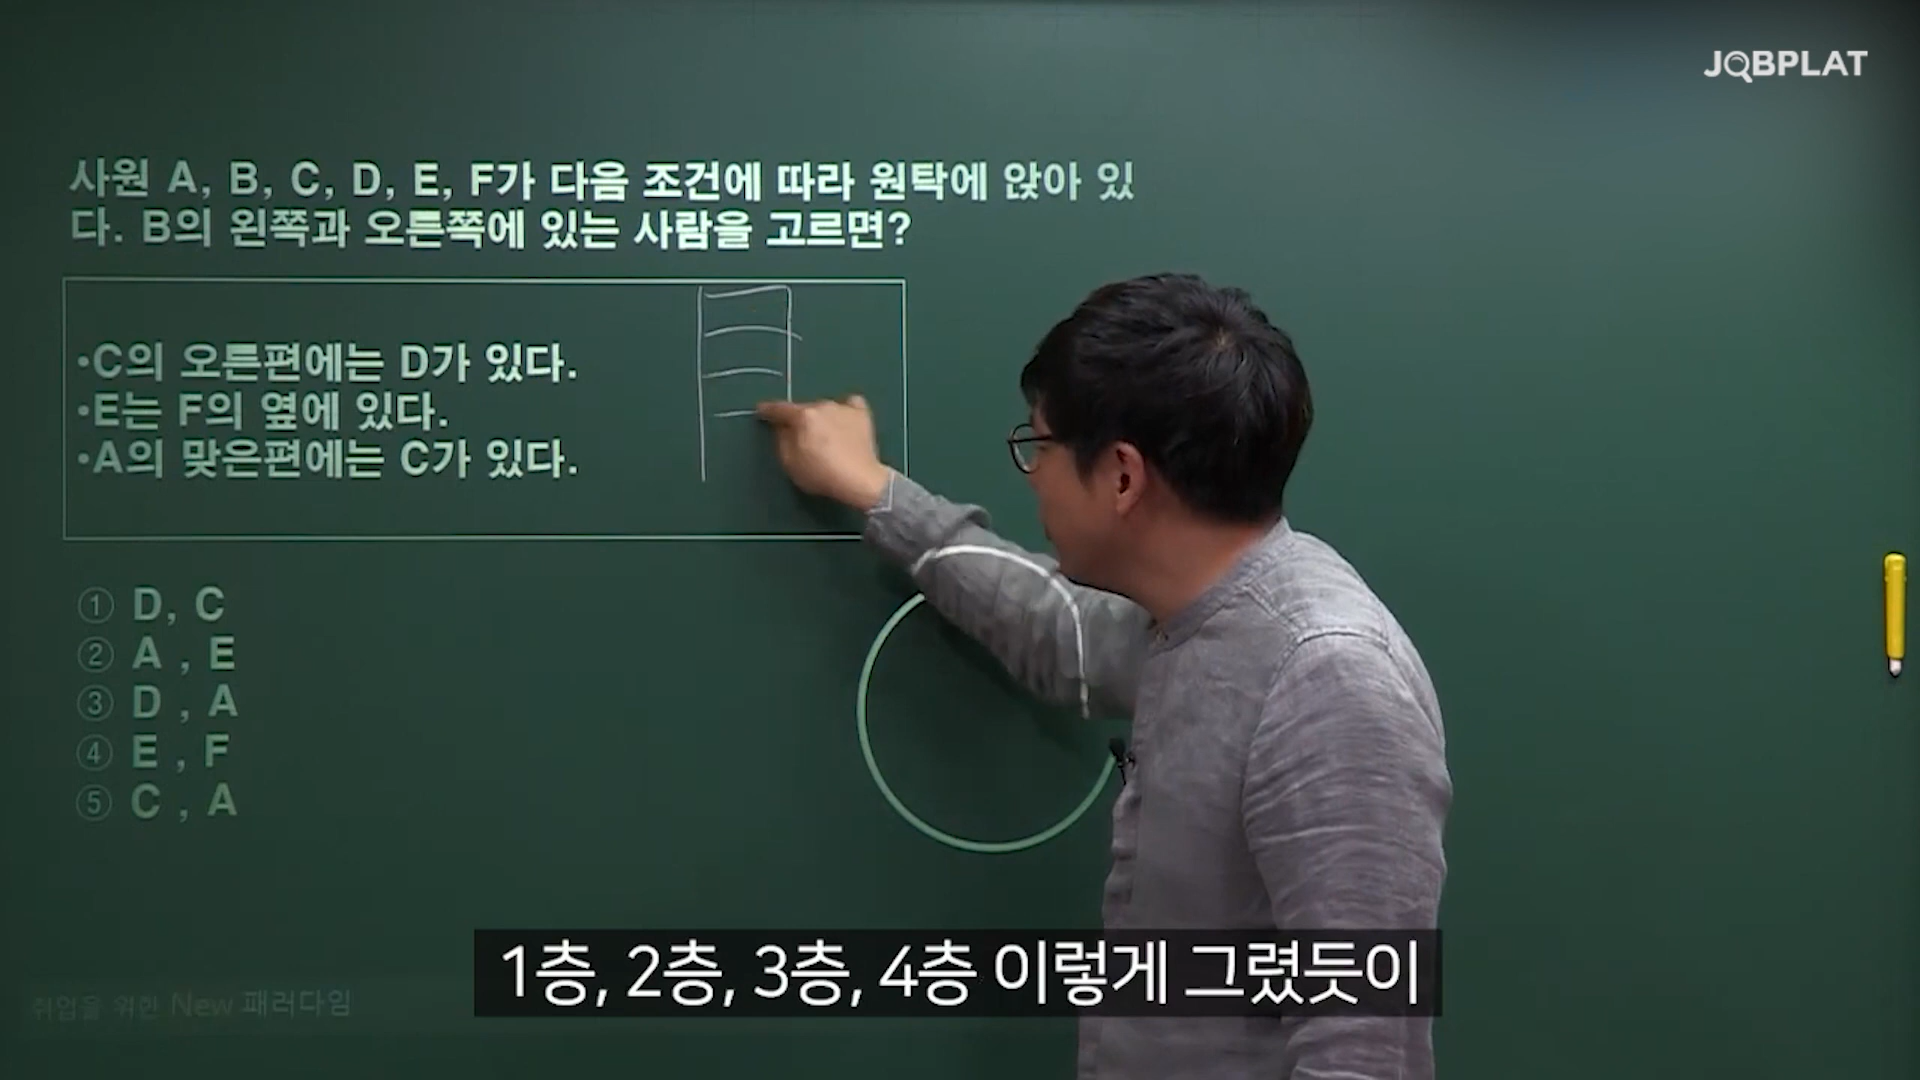 JOBPLAT
사원 A, B, C, D, E, F가 다음 조건에 따라 원탁에 앉아 있
다. B의 왼쪽과 오른쪽에 있는 사람을 고르면?
•C의 오른편에는 D가 있다.
•E는 F의 옆에 있다.
•A의 맞은편에는 C가 있다.
① D, C
② A , E
③ D , A
④ E , F
⑤ C , A
1층, 2층, 3층, 4층 이렇게 그렸듯이
취업을 위한 New 패러다임